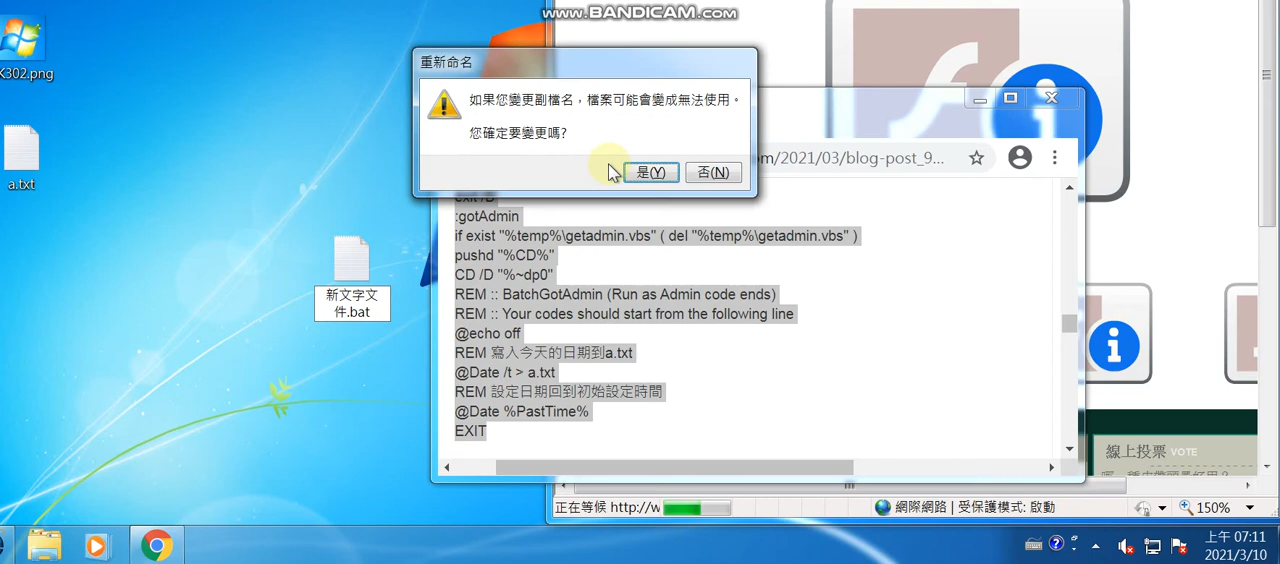 www.BANDICAM.com
K302.png
a.txt
新文字文
件.bat
重新命名
如果您變更副檔名，檔案可能會變成無法使用。
您確定要變更嗎?
是(Y)
否(N)
om/2021/03/blog-post_9...
exit /B
:gotAdmin
if exist "%temp%\getadmin.vbs" ( del "%temp%\getadmin.vbs" )
pushd "%CD%"
CD /D "%~dp0"
REM :: BatchGotAdmin (Run as Admin code ends)
REM :: Your codes should start from the following line
@echo off
REM 寫入今天的日期到a.txt
@Date /t > a.txt
REM 設定日期回到初始設定時間
@Date %PastTime%
EXIT
線上投票 VOTE
正在等候 http://w
網際網路 | 受保護模式: 啟動
150%
上午 07:11
2021/3/10